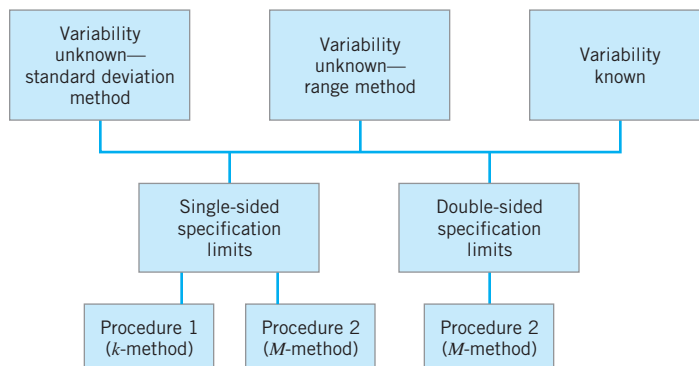 Variability
unknown—
standard deviation
method
Variability
unknown—
range method
Variability
known
Single-sided
specification
limits
Double-sided
specification
limits
Procedure 1
(k-method)
Procedure 2
(M-method)
Procedure 2
(M-method)